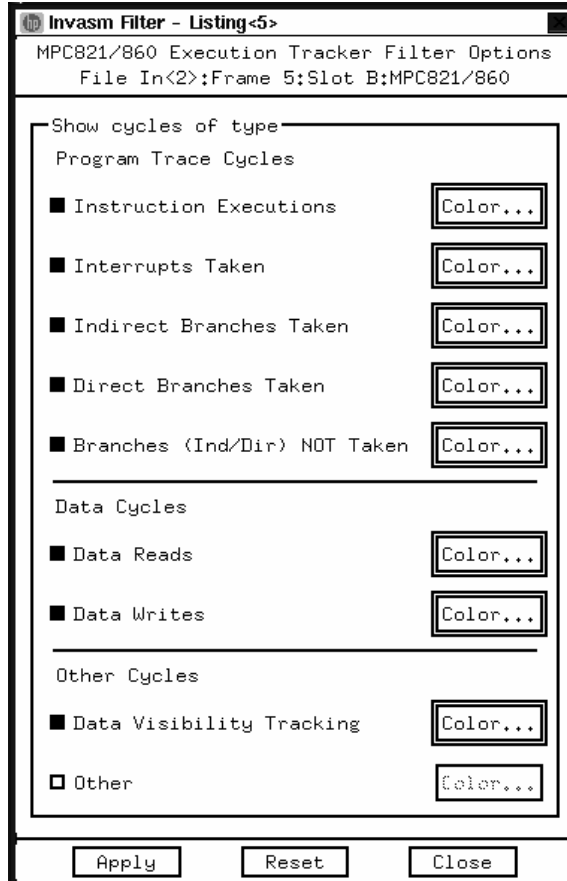 hp Invasm Filter - Listing<5>
MPC821/860 Execution Tracker Filter Options
File In<2>:Frame 5:Slot B:MPC821/860
Show cycles of type
Program Trace Cycles
Instruction Executions Color...
Interrupts Taken Color...
Indirect Branches Taken Color...
Direct Branches Taken Color...
Branches (Ind/Dir) NOT Taken Color...
Data Cycles
Data Reads Color...
Data Writes Color...
Other Cycles
Data Visibility Tracking Color...
Other Color...
Apply Reset Close